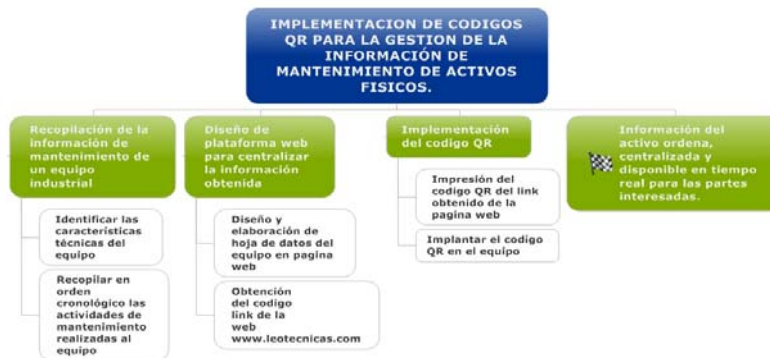 IMPLEMENTACION DE CODIGOS
QR PARA LA GESTION DE LA
INFORMACIÓN DE
MANTENIMIENTO DE ACTIVOS
FISICOS.
Recopilación de la
información de
mantenimiento de
un equipo
industrial
Identificar las
características
técnicas del
equipo
Recopilar en
orden
cronológico las
actividades de
mantenimiento
realizadas al
equipo
Diseño de
plataforma web
para centralizar
la información
obtenida
Diseño y
elaboración de
hoja de datos del
equipo en pagina
web
Obtención
del codigo
link de la
web
www.leotecnicas.com
Implementación
del codigo QR
Impresión del
codigo QR del link
obtenido de la
pagina web
Implantar el codigo
QR en el equipo
Información del
activo ordena,
centralizada y
disponible en tiempo
real para las partes
interesadas.